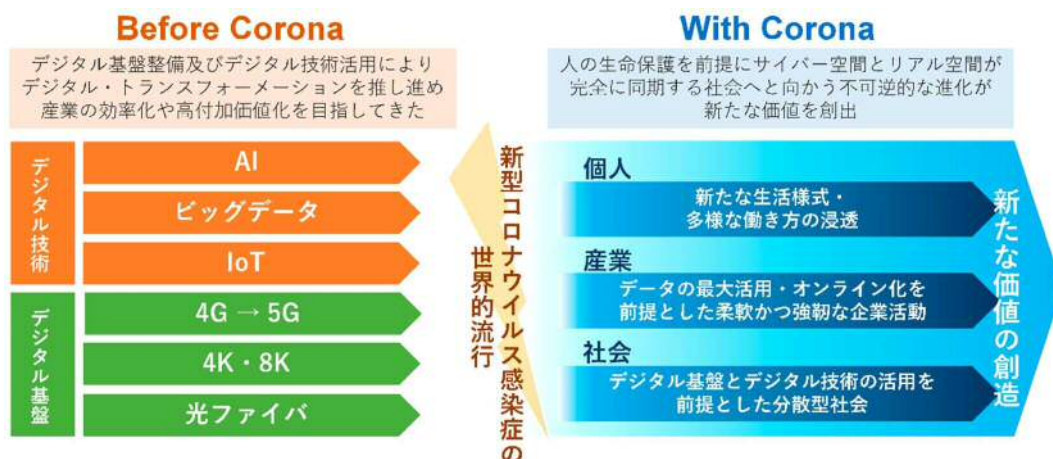 Before Corona
デジタル基盤整備及びデジタル技術活用により
デジタル・トランスフォーメーションを推し進め
産業の効率化や高付加価値化を目指してきた
デジタル技術
AI
ビッグデータ
IoT
デジタル基盤
4G → 5G
4K・8K
光ファイバ
新型コロナウイルス感染症の
世界的流行
With Corona
人の生命保護を前提にサイバー空間とリアル空間が
完全に同期する社会へと向かう不可逆的な進化が
新たな価値を創出
個人
新たな生活様式・
多様な働き方の浸透
産業
データの最大活用・オンライン化を
前提とした柔軟かつ強靭な企業活動
社会
デジタル基盤とデジタル技術の活用を
前提とした分散型社会
新たな価値の創造